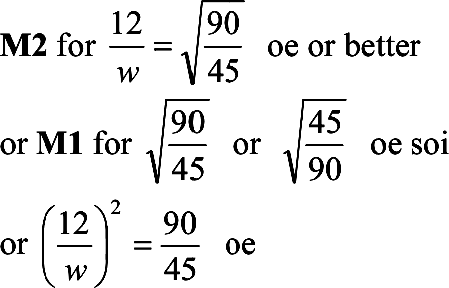 M2 for 12/w = √(90/45) oe or better
or M1 for √(90/45) or √(45/90) oe soi
or (12/w)² = 90/45 oe